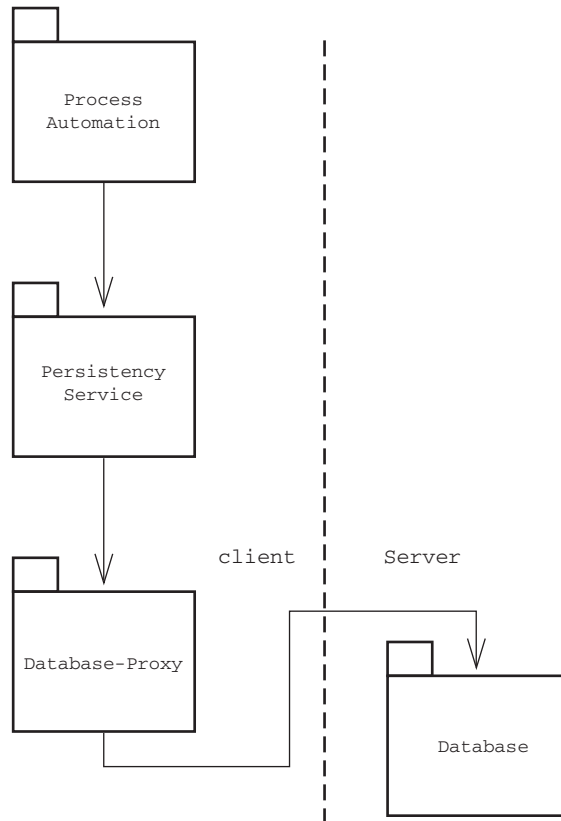 Process
Automation
Persistency
Service
client
Server
Database-Proxy
Database